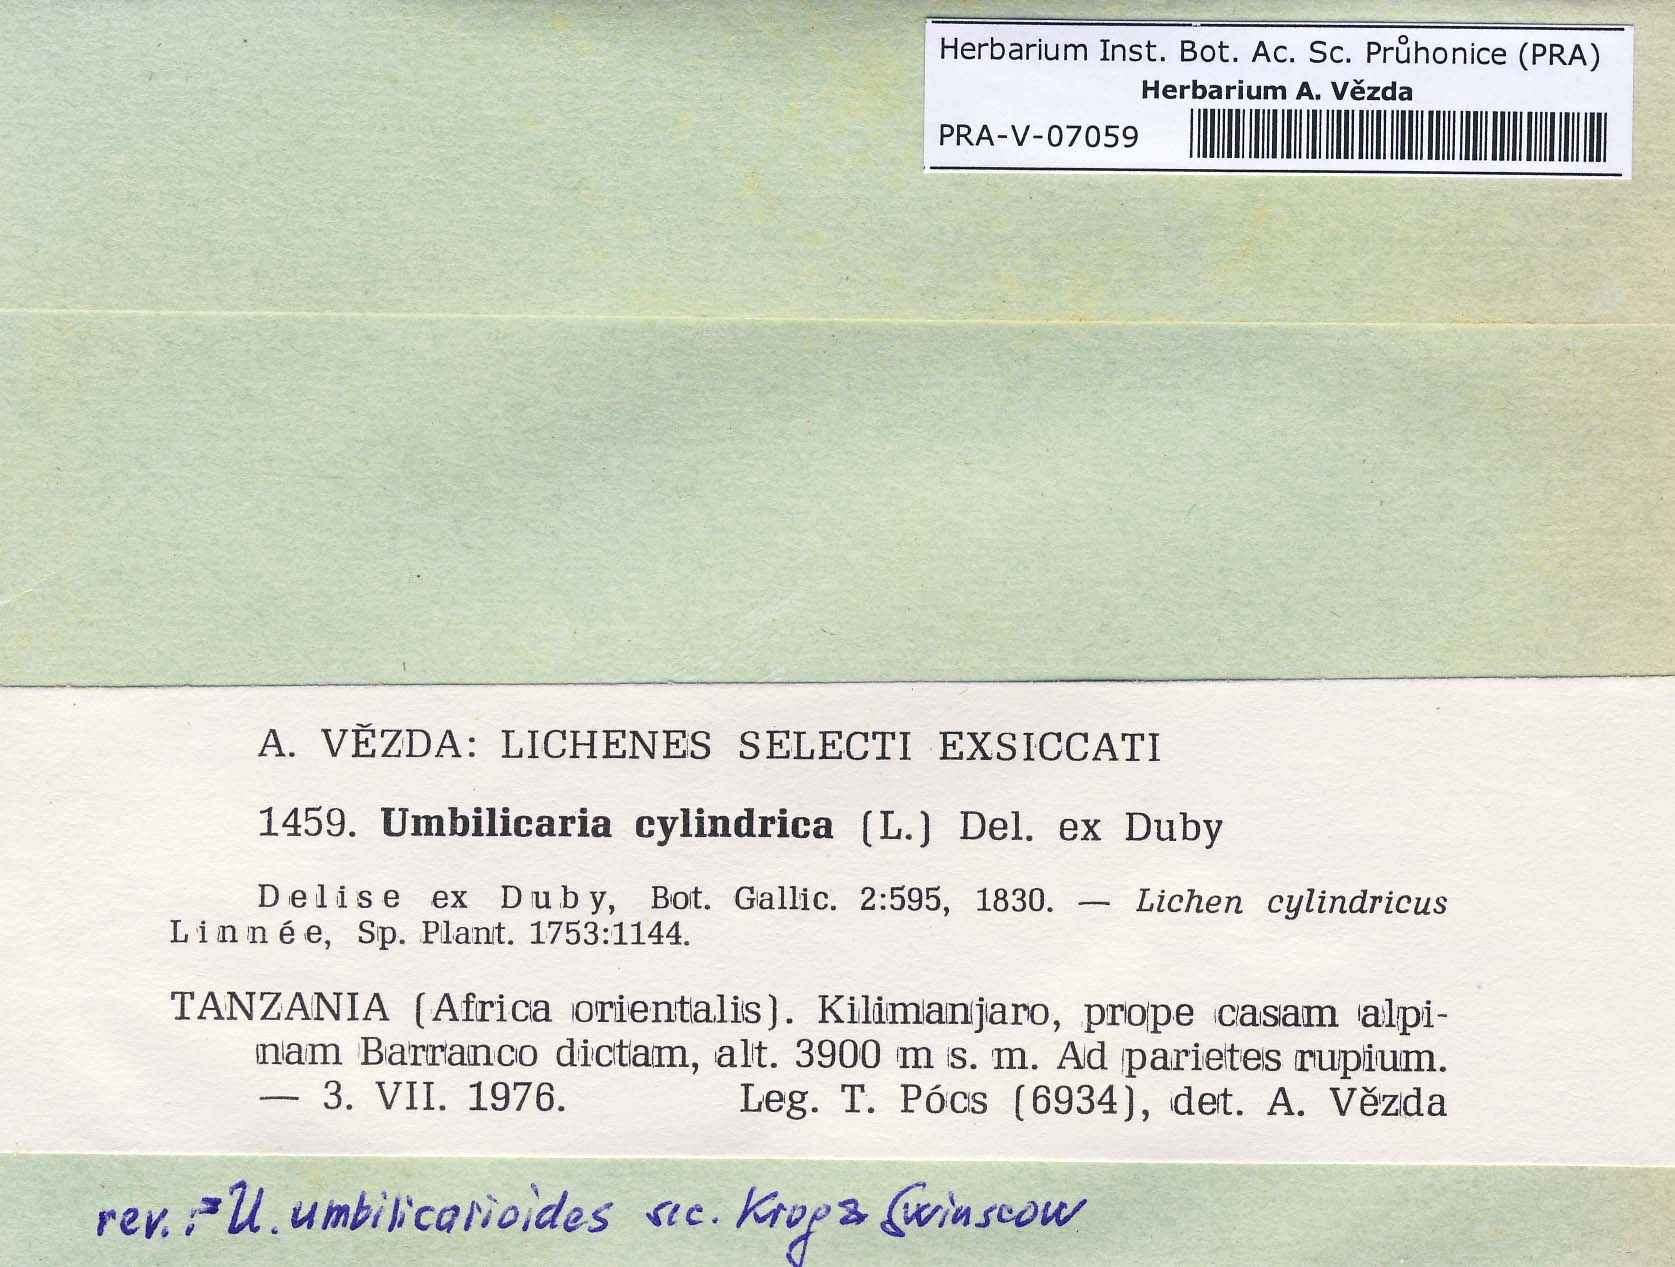 Herbarium Inst. Bot. Ac. Sc. Průhonice (PRA)
Herbarium A. Vězda
PRA-V-07059
A. VĚZDA: LICHENES SELECTI EXSICCATI
1459. Umbilicaria cylindrica (L.) Del. ex Duby
Delise ex Duby, Bot. Gallic. 2:595, 1830. — Lichen cylindricus
Linnée, Sp. Plant. 1753:1144.
TANZANIA (Africa orientalis). Kilimanjaro, prope casam alpi-
nam Barranco dictam, alt. 3900 m s. m. Ad parietes rupium.
— 3. VII. 1976. Leg. T. Pócs (6934), det. A. Vězda
rev. := U. umbilicarioides sec. Krog & Swinscow